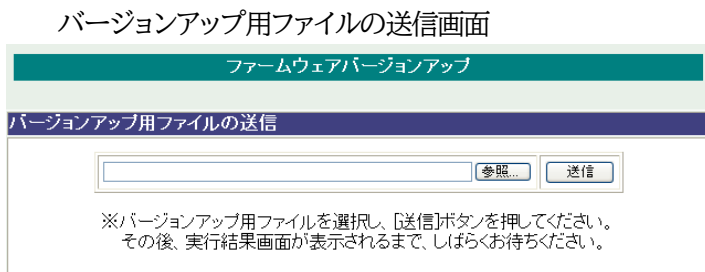 バージョンアップ用ファイルの送信画面
ファームウェアバージョンアップ
バージョンアップ用ファイルの送信
参照... 送信
※バージョンアップ用ファイルを選択し、[送信]ボタンを押してください。
その後、実行結果画面が表示されるまで、しばらくお待ちください。